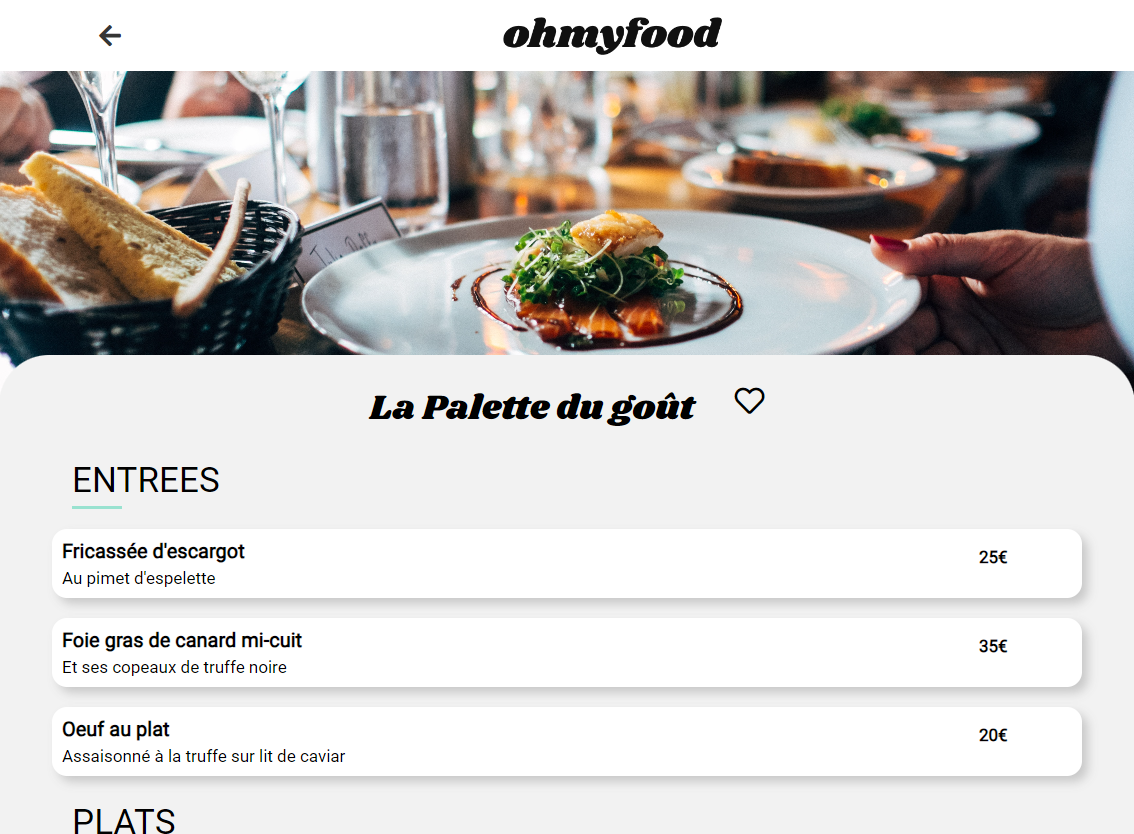 ohmyfood
La Palette du goût
ENTREES
Fricassée d'escargot
25€
Au pimet d'espelette
Foie gras de canard mi-cuit
35€
Et ses copeaux de truffe noire
Oeuf au plat
20€
Assaisonné à la truffe sur lit de caviar
PLATS